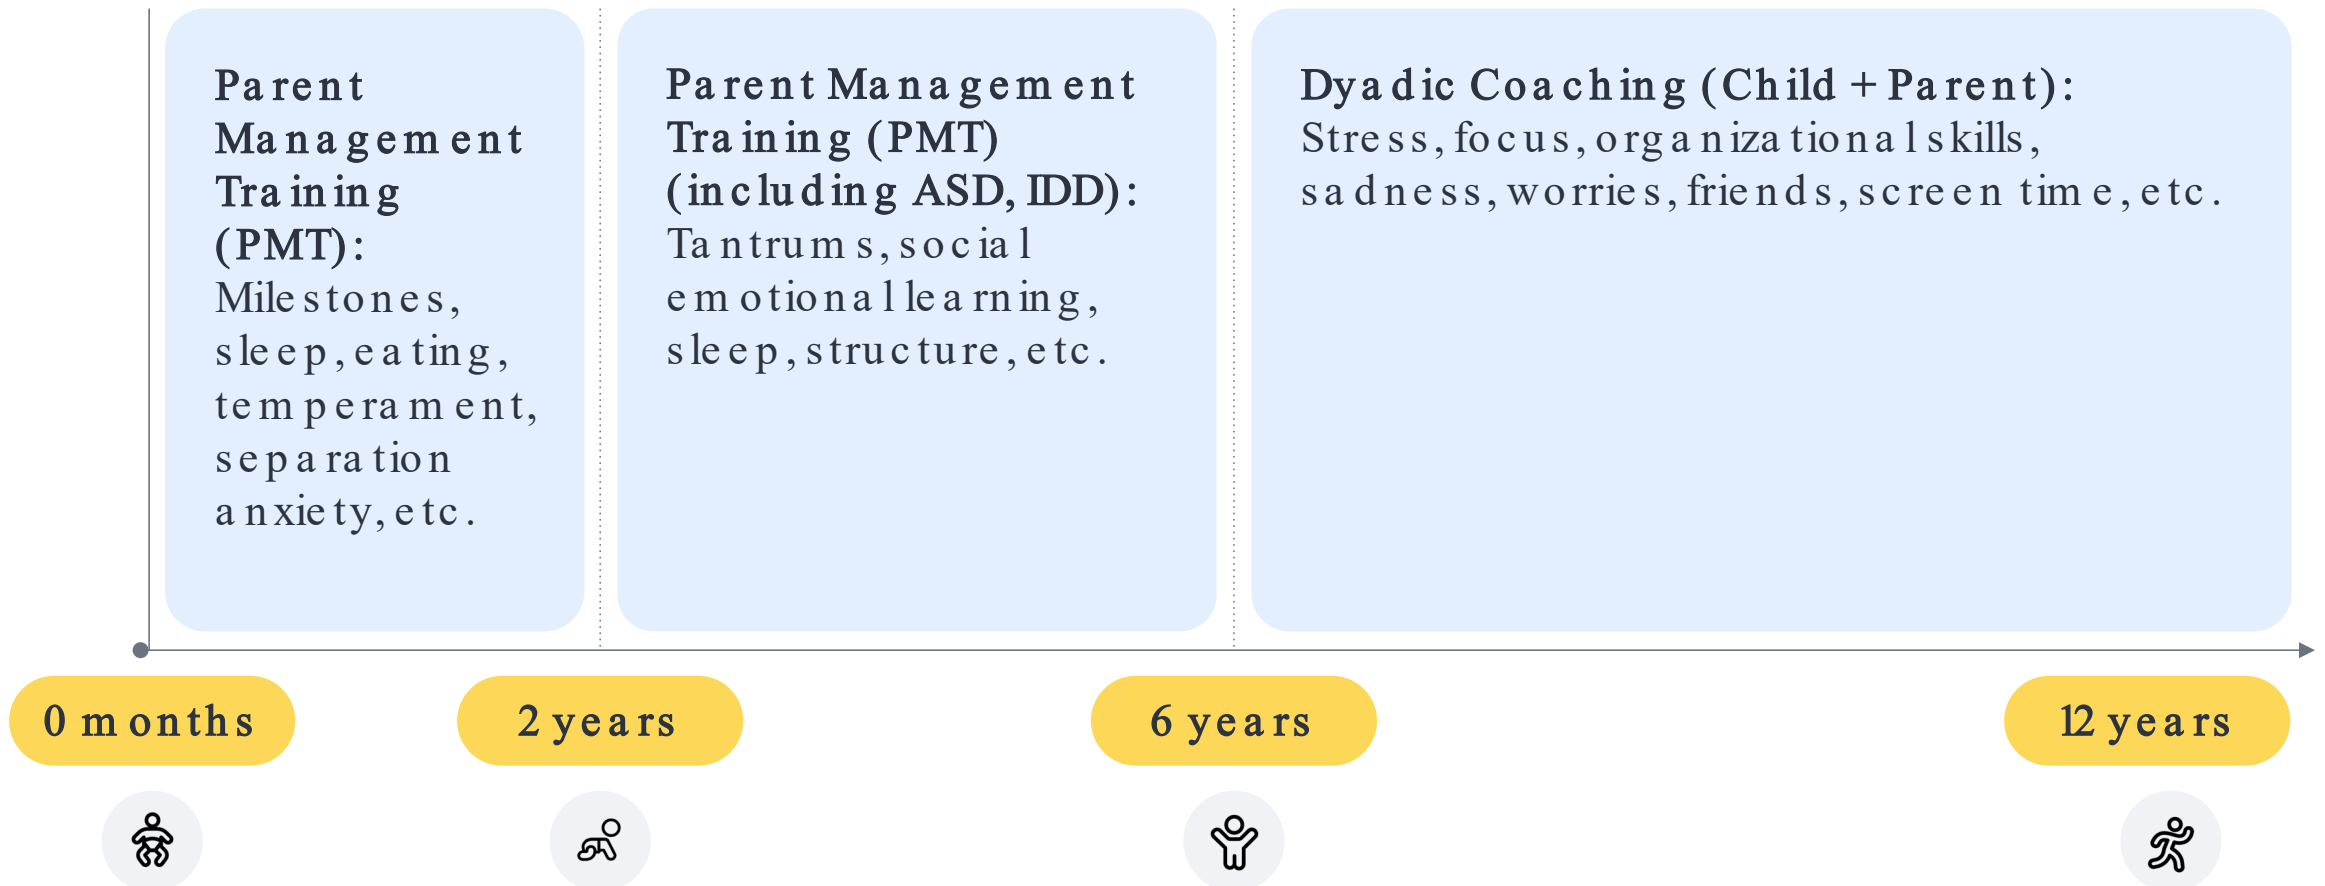 Parent
Management
Training
(PMT):
Milestones,
sleep, eating,
temperament,
separation
anxiety, etc.
Parent Management
Training (PMT)
(including ASD, IDD):
Tantrums, social
emotional learning,
sleep, structure, etc.
Dyadic Coaching (Child + Parent):
Stress, focus, organizational skills,
sadness, worries, friends, screen time, etc.
0 months
2 years
6 years
12 years